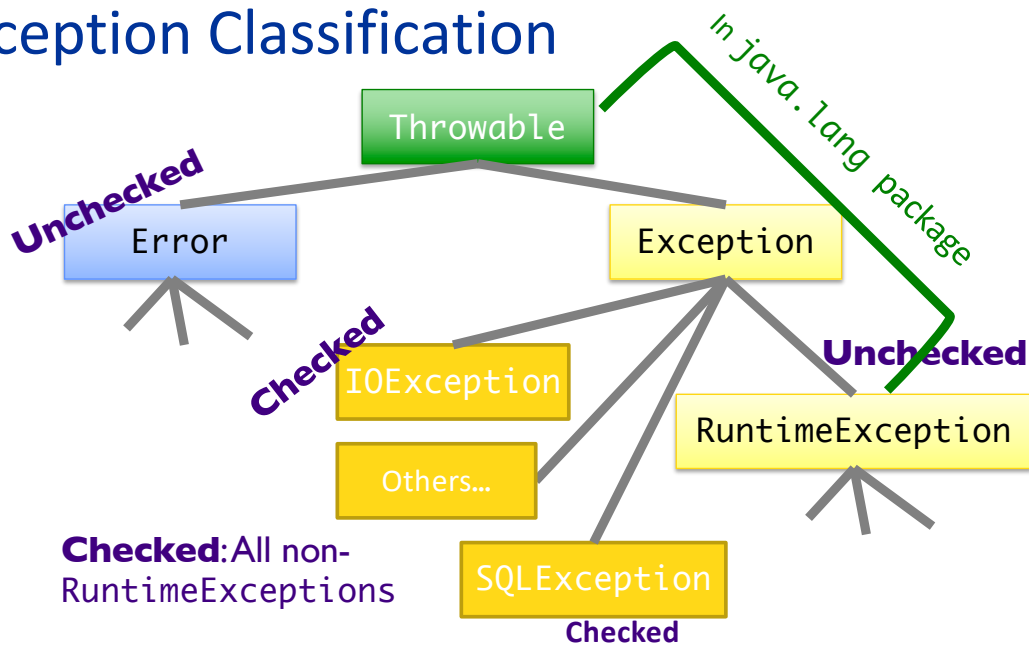 ception Classification
In java.lang package
Throwable
Unchecked
Error
Exception
Checked
IOException
Unchecked
RuntimeException
Others...
Checked: All non-
RuntimeExceptions
SQLException
Checked